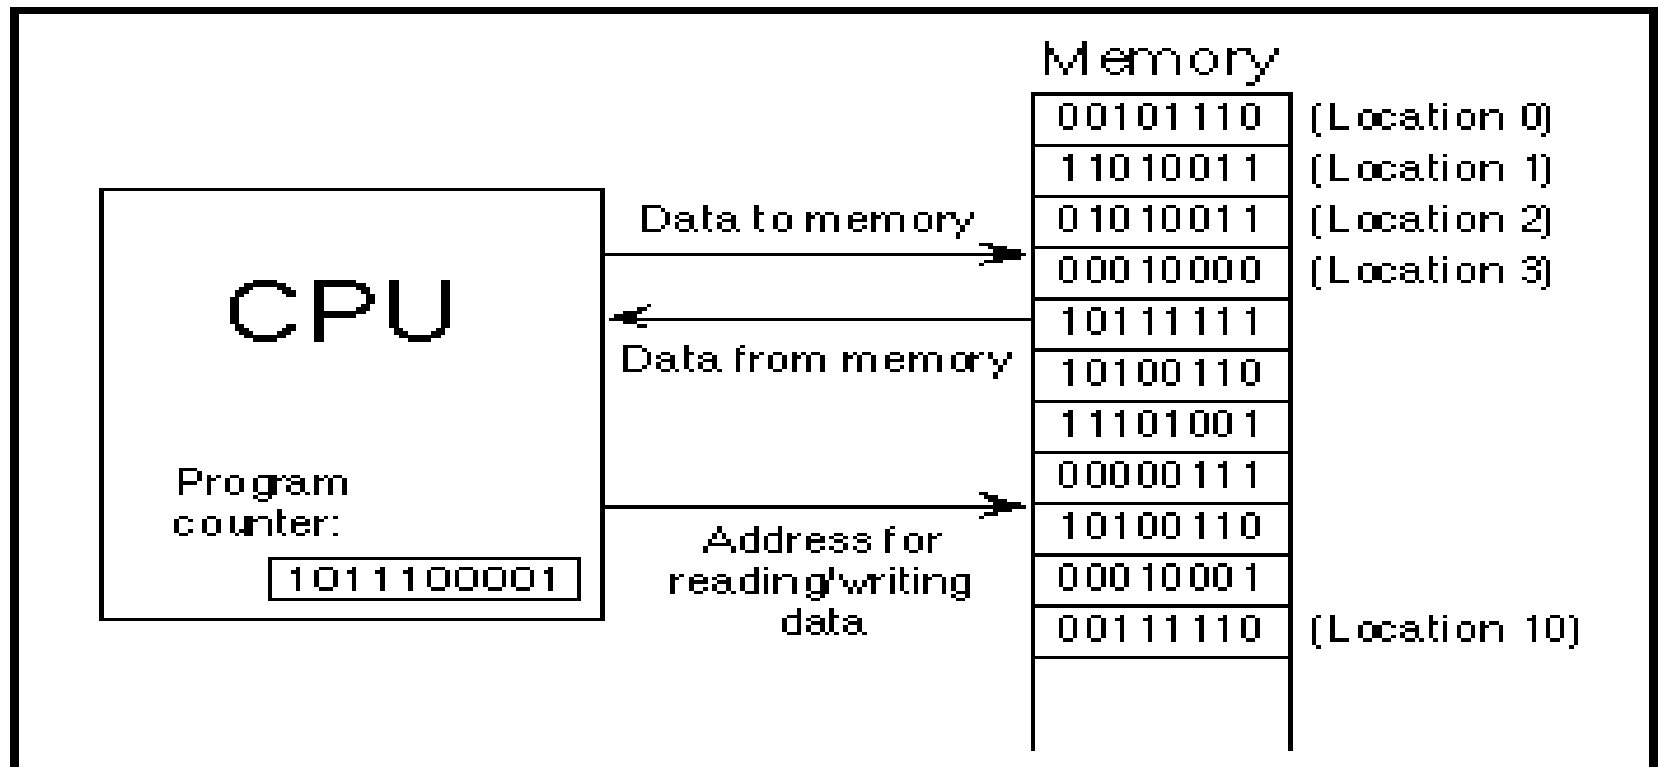 Memory
00101110 (Location 0)
11010011 (Location 1)
01010011 (Location 2)
00010000 (Location 3)
10111111
10100110
11101001
00000111
10100110
00010001
00111110 (Location 10)
Data to memory
Data from memory
Address for
reading/writing
data
CPU
Program
counter:
1011100001